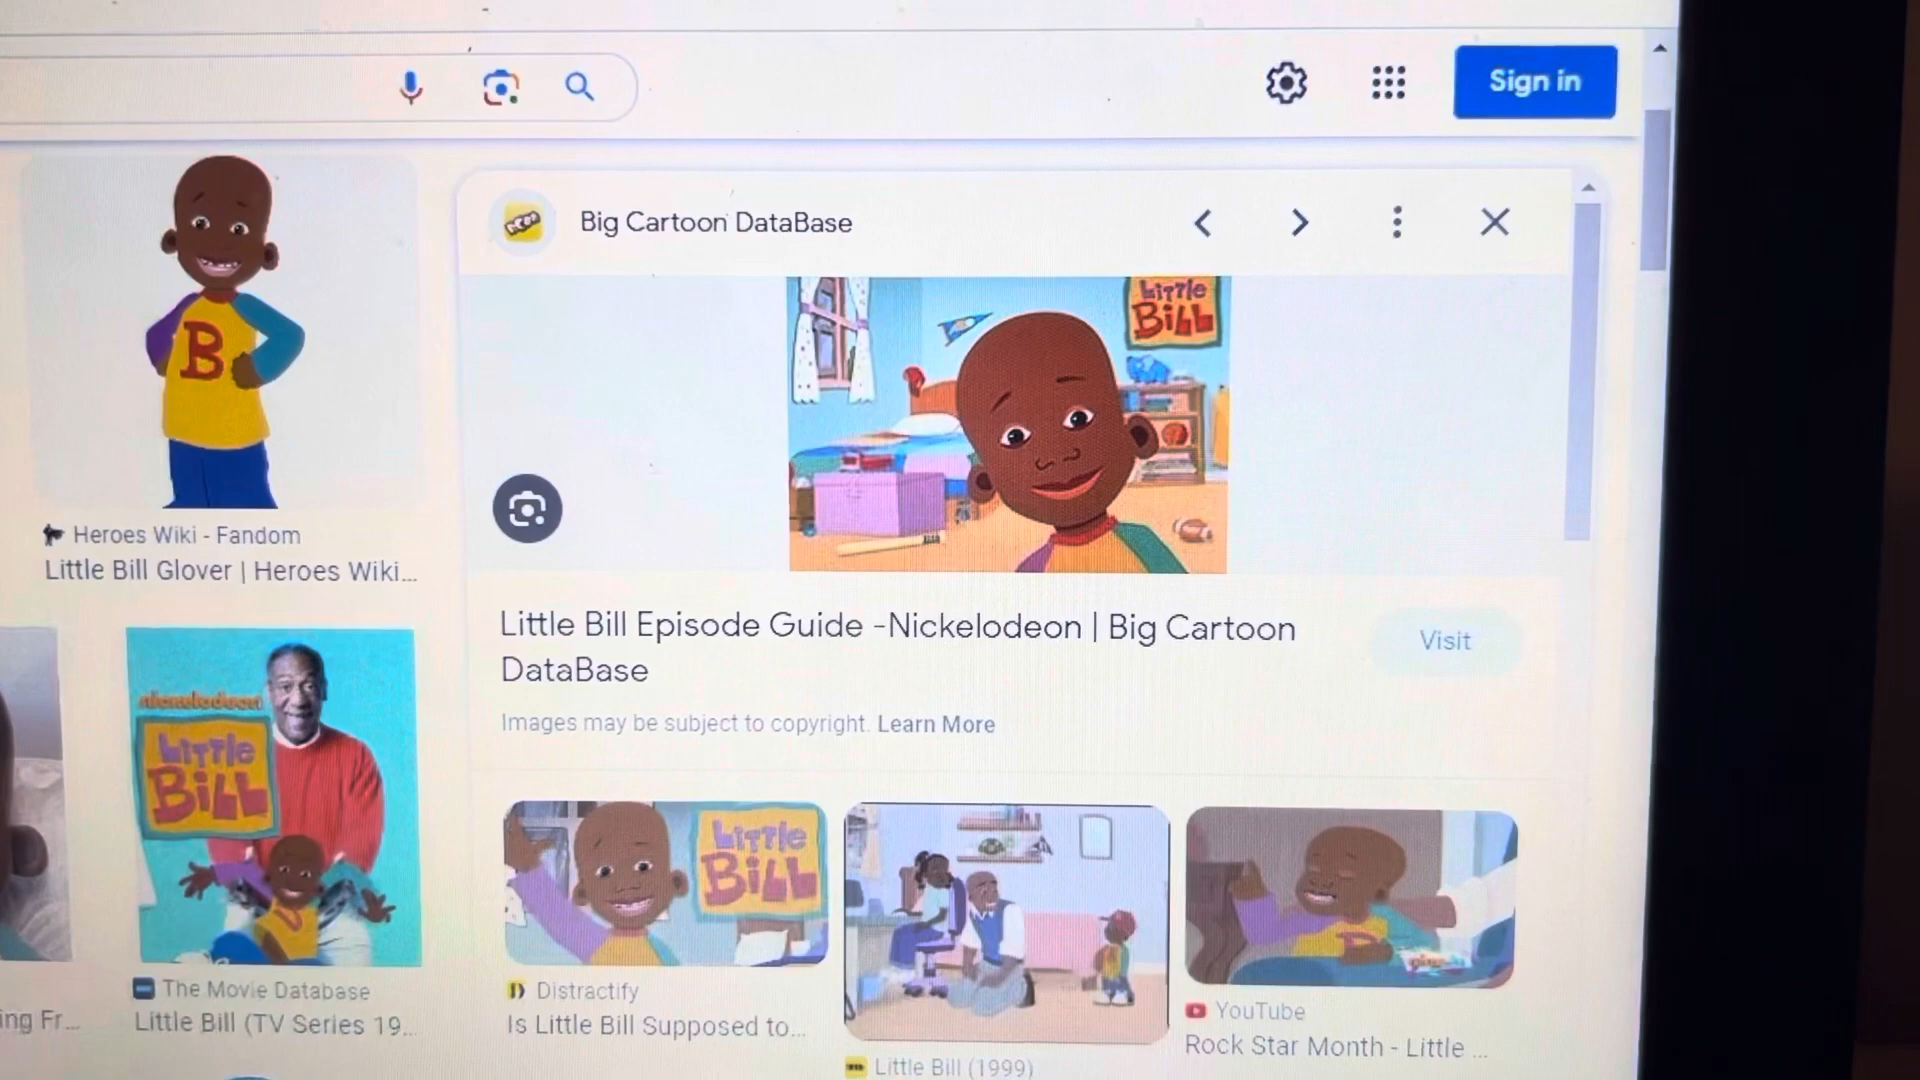 Sign in
Big Cartoon DataBase
B
LiTTle
BiLL
Heroes Wiki - Fandom
Little Bill Glover | Heroes Wiki...
Little Bill Episode Guide -Nickelodeon | Big Cartoon
DataBase
Visit
Images may be subject to copyright. Learn More
nickelodeon
LiTTle
BiLL
LiTTle
BiLL
The Movie Database
Little Bill (TV Series 19...
ing Fr...
Distractify
Is Little Bill Supposed to...
Little Bill (1999)
YouTube
Rock Star Month - Little ...